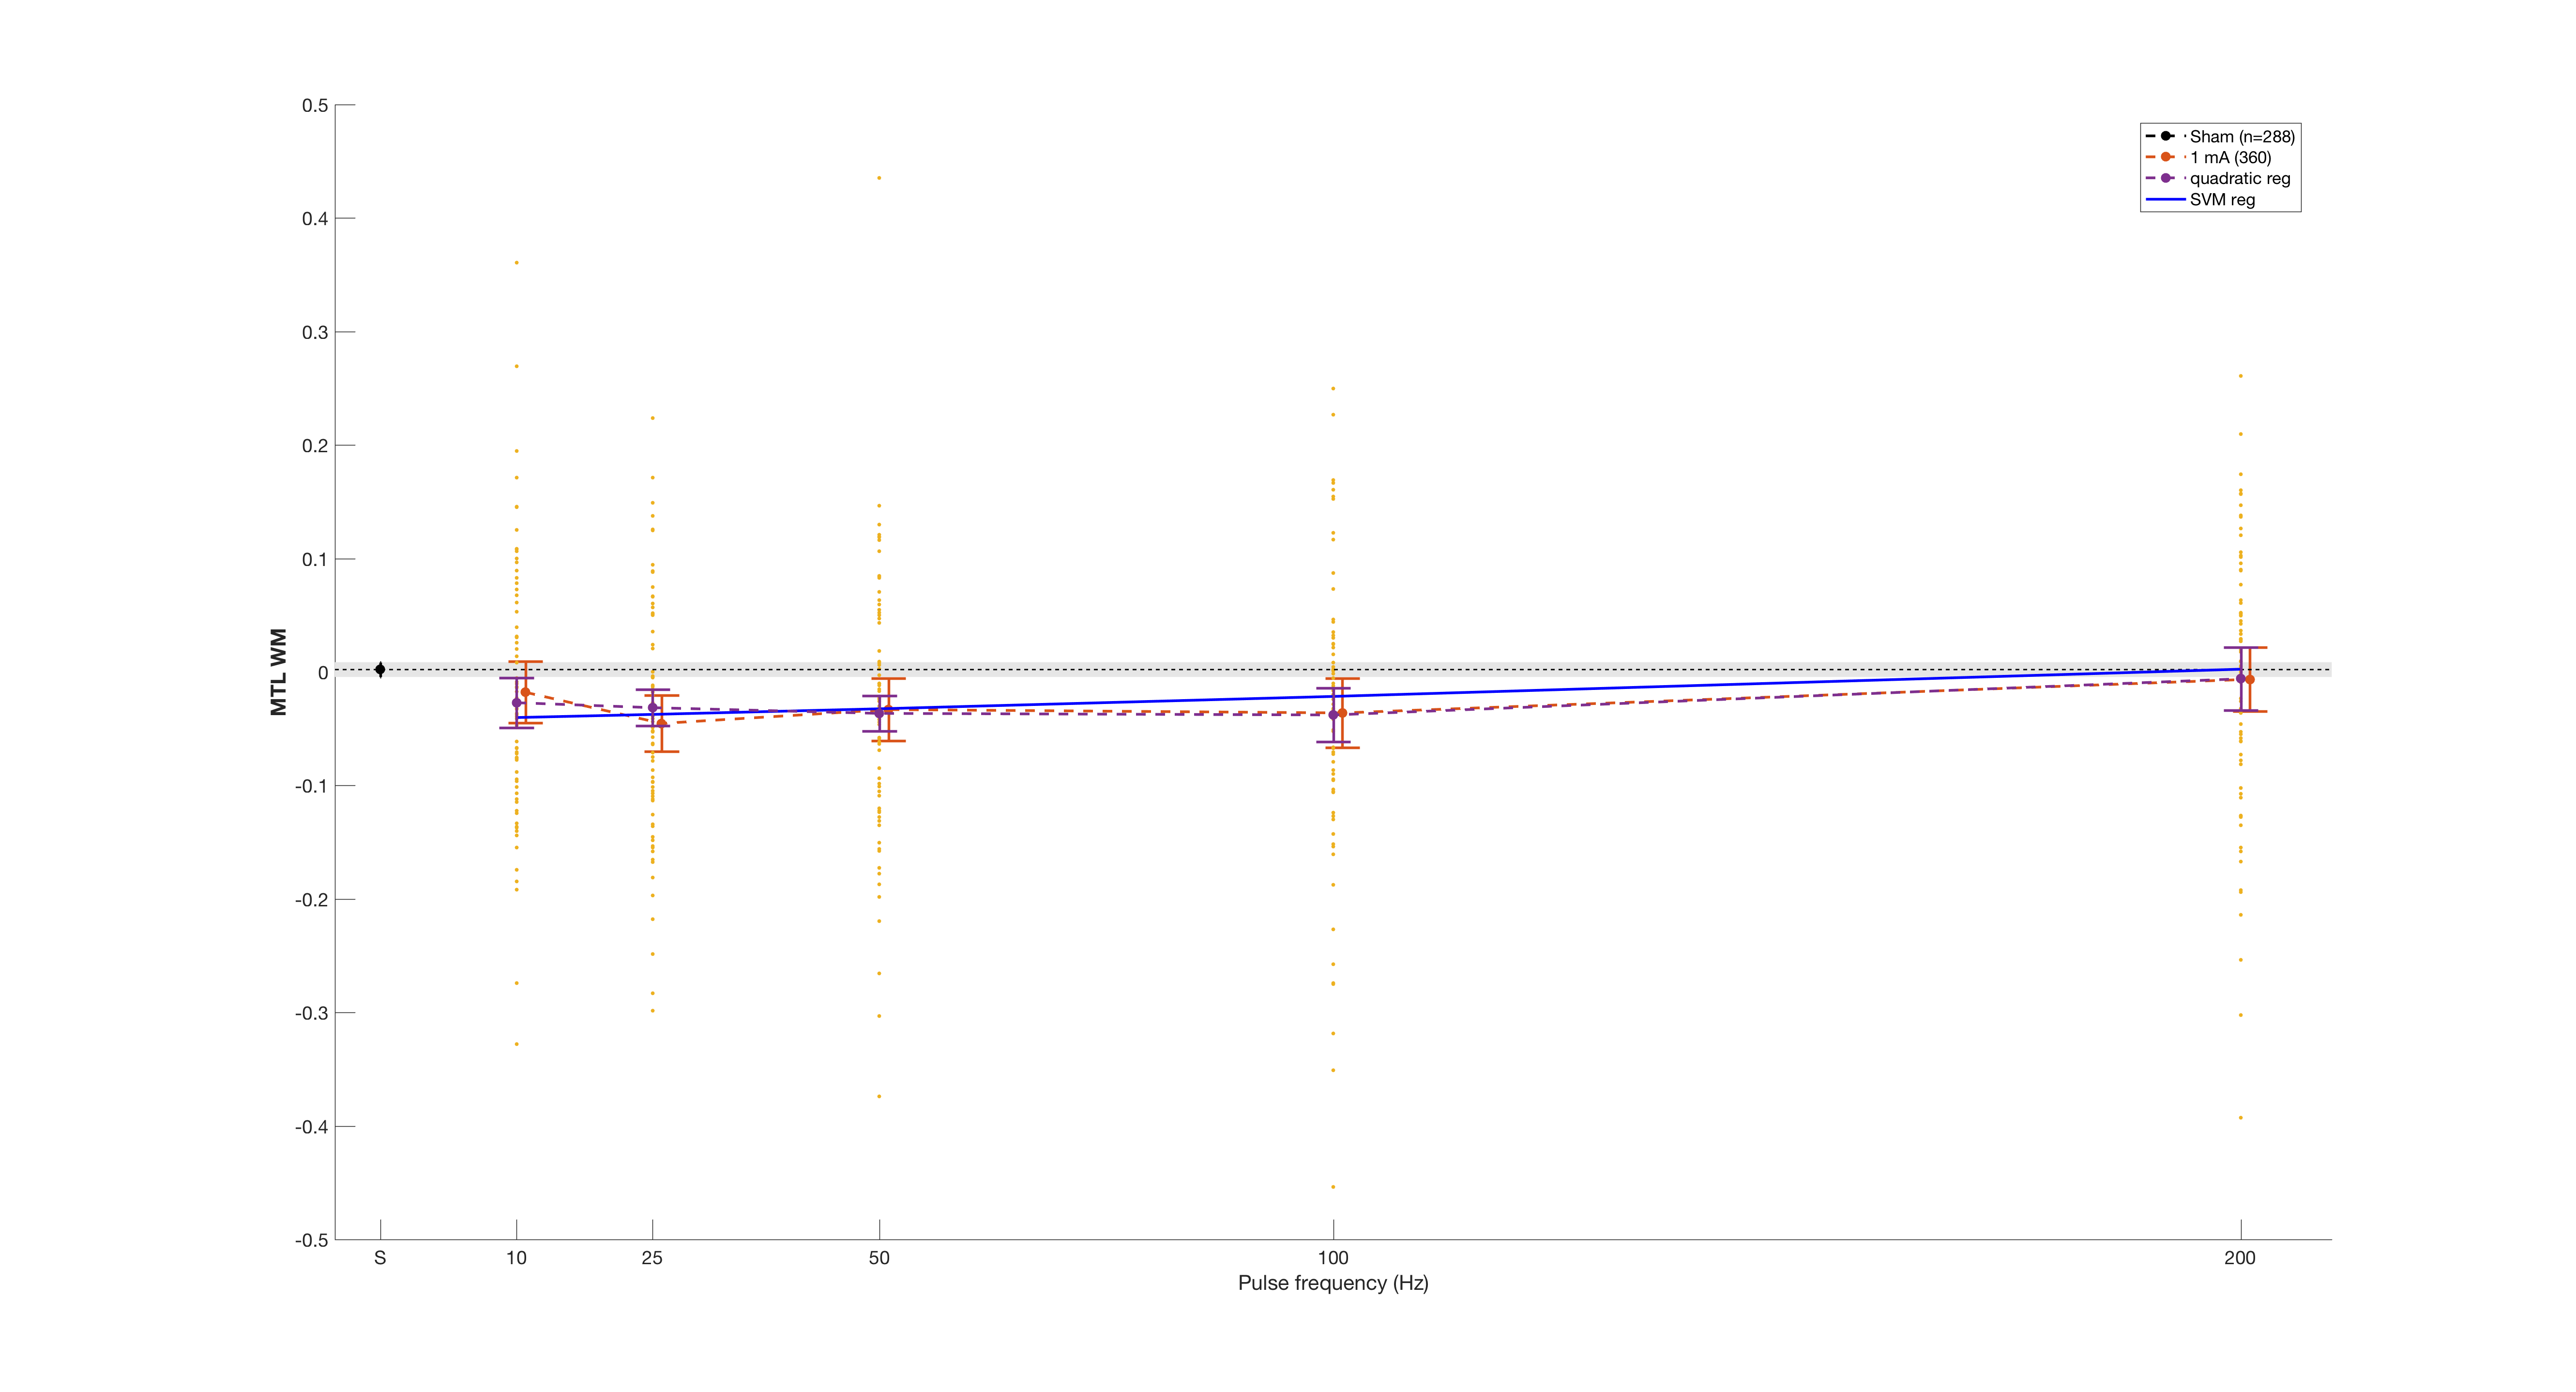 0.5
0.4
0.3
0.2
0.1
0
-0.1
-0.2
-0.3
-0.4
-0.5
MTL WM
S
10
25
50
100
200
Pulse frequency (Hz)
Sham (n=288)
1 mA (360)
quadratic reg
SVM reg